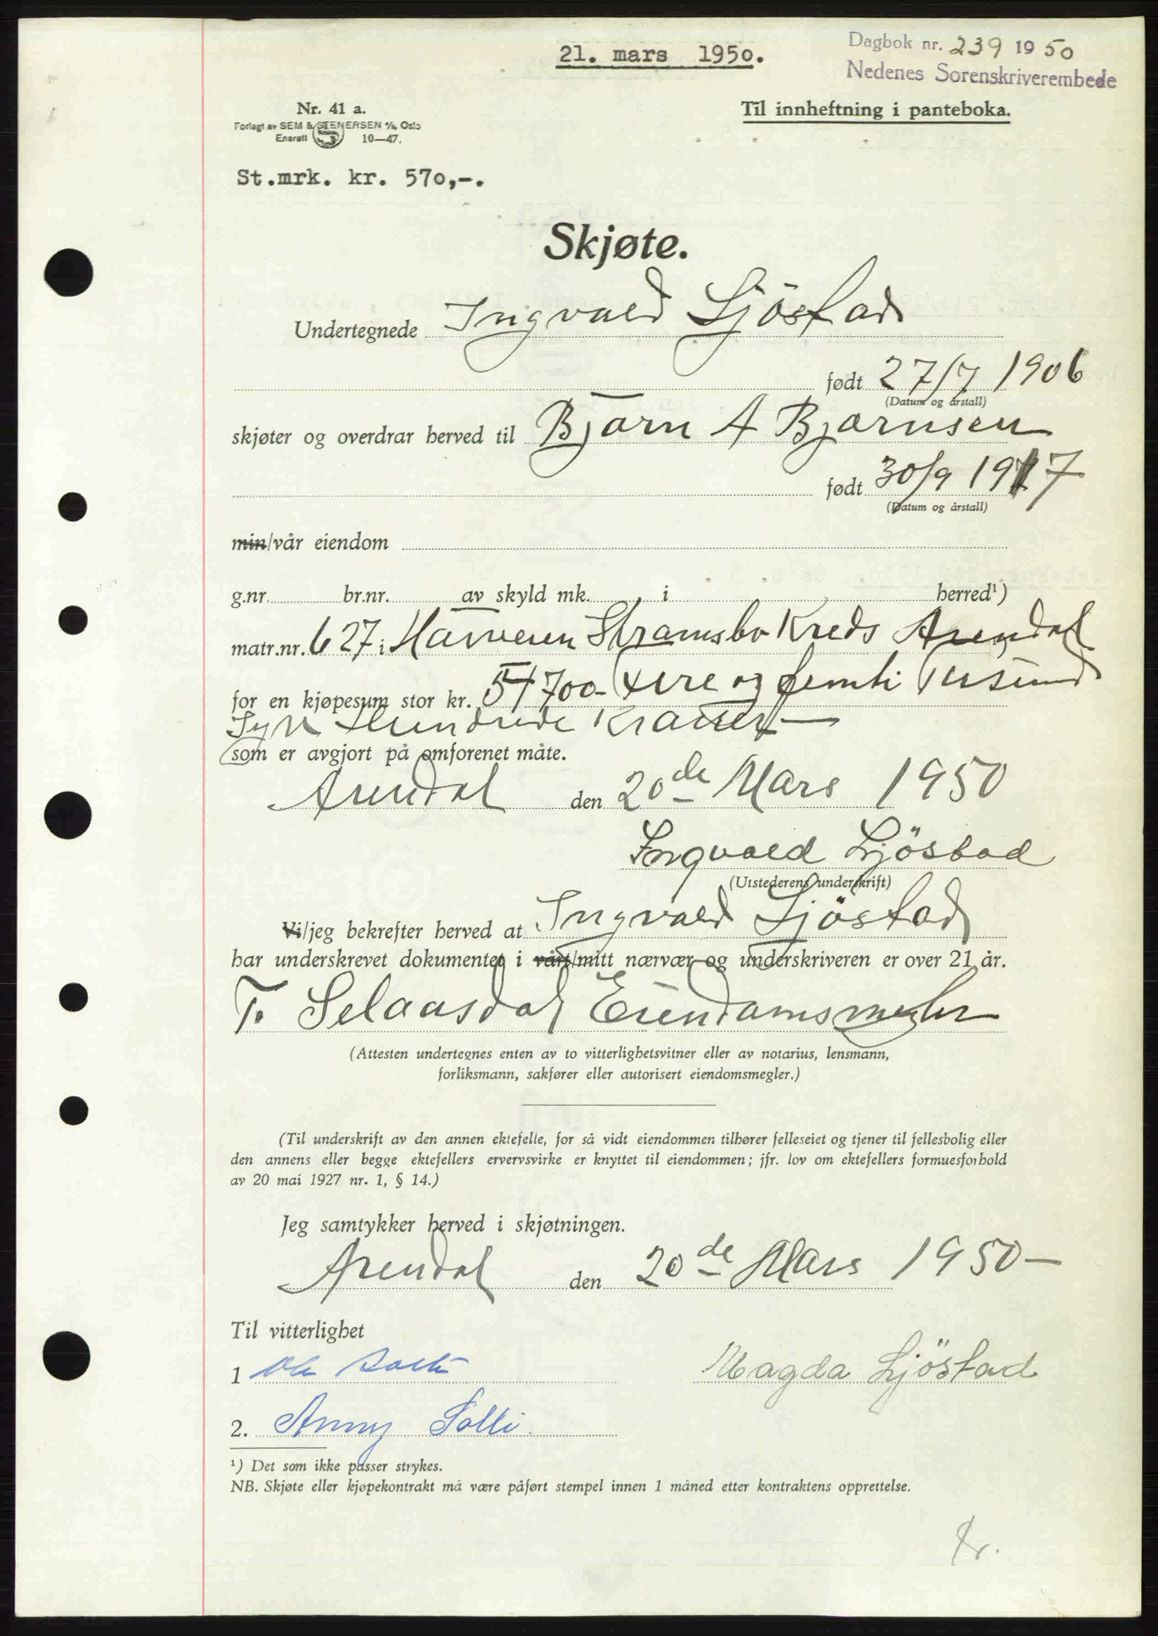 21. mars 1950.
Dagbok nr. 239 1950
Nedenes Sorenskriverembede
Nr. 41 a.
Forlagt av SEM & STENERSEN A/S, Oslo
Enerett 10—47.
Til innheftning i panteboka.
St.mrk. kr. 570,-.
Skjøte.
Undertegnede Ingvald Ljöstad
født 27/7 1906
(Datum og årstall)
skjøter og overdrar herved til Bjorn A Bjornsen
født 30/9 1917
(Datum og årstall)
min/vår eiendom
g.nr. br.nr. av skyld mk. i herred¹)
matr.nr. 627 i Strømsbo Kreds Arendal
for en kjøpesum stor kr. 54700- og femti Tusund
Syv Hundrede Kroner —
som er avgjort på omforenet måte.
Arendal den 20de Mars 1950
Ingvald Ljöstad
(Utstederens underskrift)
Vi/jeg bekrefter herved at Ingvald Ljöstad
har underskrevet dokumentet i vårt/mitt nærvær og underskriveren er over 21 år.
T. Selaasdal Eiendomsmegler
(Attesten undertegnes enten av to vitterlighetsvitner eller av notarius, lensmann,
forliksmann, sakfører eller autorisert eiendomsmegler.)
(Til underskrift av den annen ektefelle, for så vidt eiendommen tilhører felleseiet og tjener til fellesbolig eller
den annens eller begge ektefellers ervervsvirke er knyttet til eiendommen; jfr. lov om ektefellers formuesforhold
av 20 mai 1927 nr. 1, § 14.)
Jeg samtykker herved i skjøtningen.
Arendal den 20de Mars 1950—
Til vitterlighet
1
Magda Ljöstad
2. Anny Solli.
¹) Det som ikke passer strykes.
NB. Skjøte eller kjøpekontrakt må være påført stempel innen 1 måned etter kontraktens opprettelse.